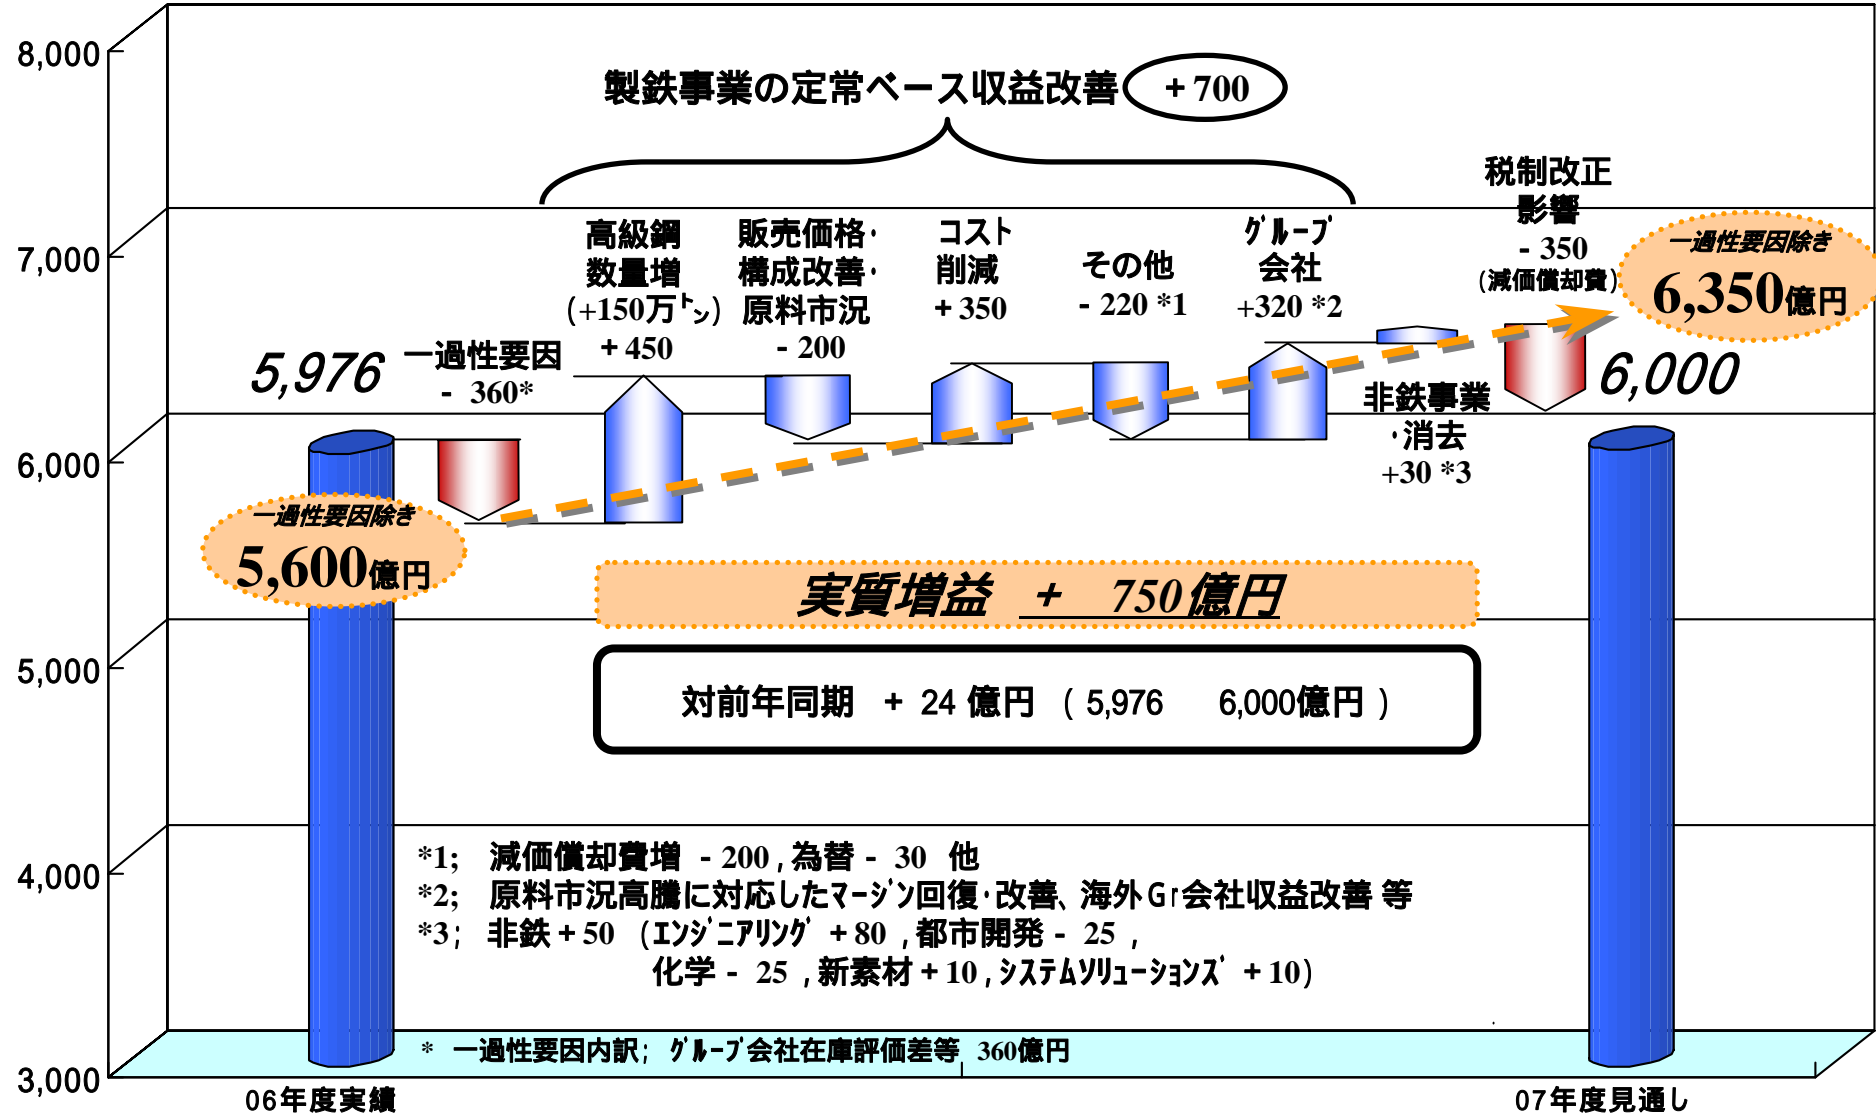 8,000
7,000
6,000
5,000
4,000
3,000
製鉄事業の定常ベース収益改善 +700
5,976
一過性要因
- 360*
高級鋼
数量増
(+150万㌧)
+450
販売価格・
構成改善・
原料市況
- 200
コスト
削減
+350
その他
- 220 *1
ｸﾞﾙｰﾌﾟ
会社
+320 *2
非鉄事業
・消去
+30 *3
税制改正
影響
- 350
(減価償却費)
一過性要因除き
6,350億円
6,000
一過性要因除き
5,600億円
実質増益 + 750億円
対前年同期 + 24 億円 ( 5,976 6,000億円 )
*1; 減価償却費増 - 200 , 為替 - 30 他
*2; 原料市況高騰に対応したﾏｰｼﾞﾝ回復・改善、海外Gr会社収益改善 等
*3; 非鉄+50 (ｴﾝｼﾞﾆｱﾘﾝｸﾞ +80 ,都市開発 - 25 ,
化学 - 25 ,新素材+10 ,ｼｽﾃﾑｿﾘｭｰｼｮﾝｽﾞ +10)
* 一過性要因内訳; ｸﾞﾙｰﾌﾟ会社在庫評価差等 360億円
06年度実績
07年度見通し